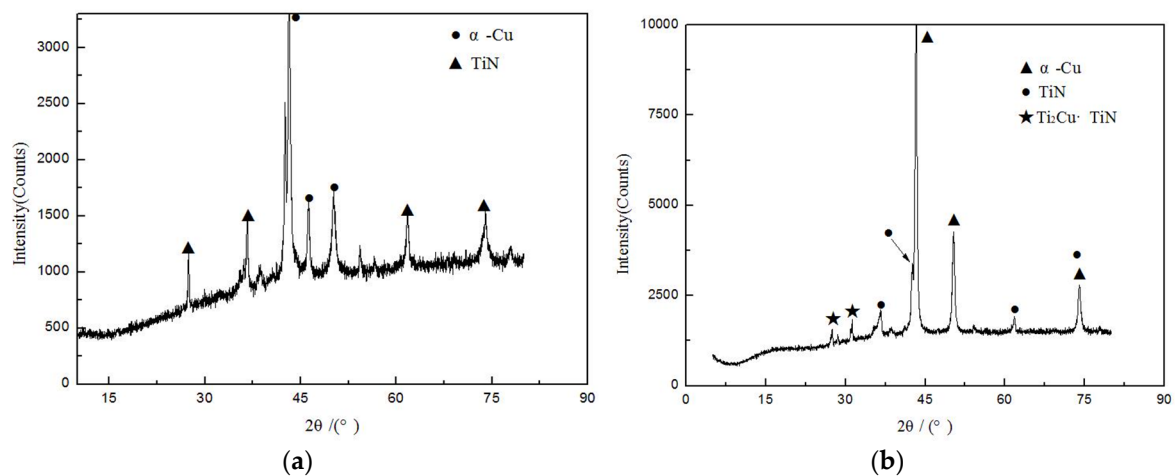 3000
2500
2000
1500
1000
500
0
Intensity(Counts)
● α -Cu
▲ TiN
15 30 45 60 75 90
2θ /(° )
(a)
10000
7500
5000
2500
0
Intensity(Counts)
▲ α -Cu
● TiN
★ Ti₂Cu· TiN
0 15 30 45 60 75 90
2θ /(° )
(b)